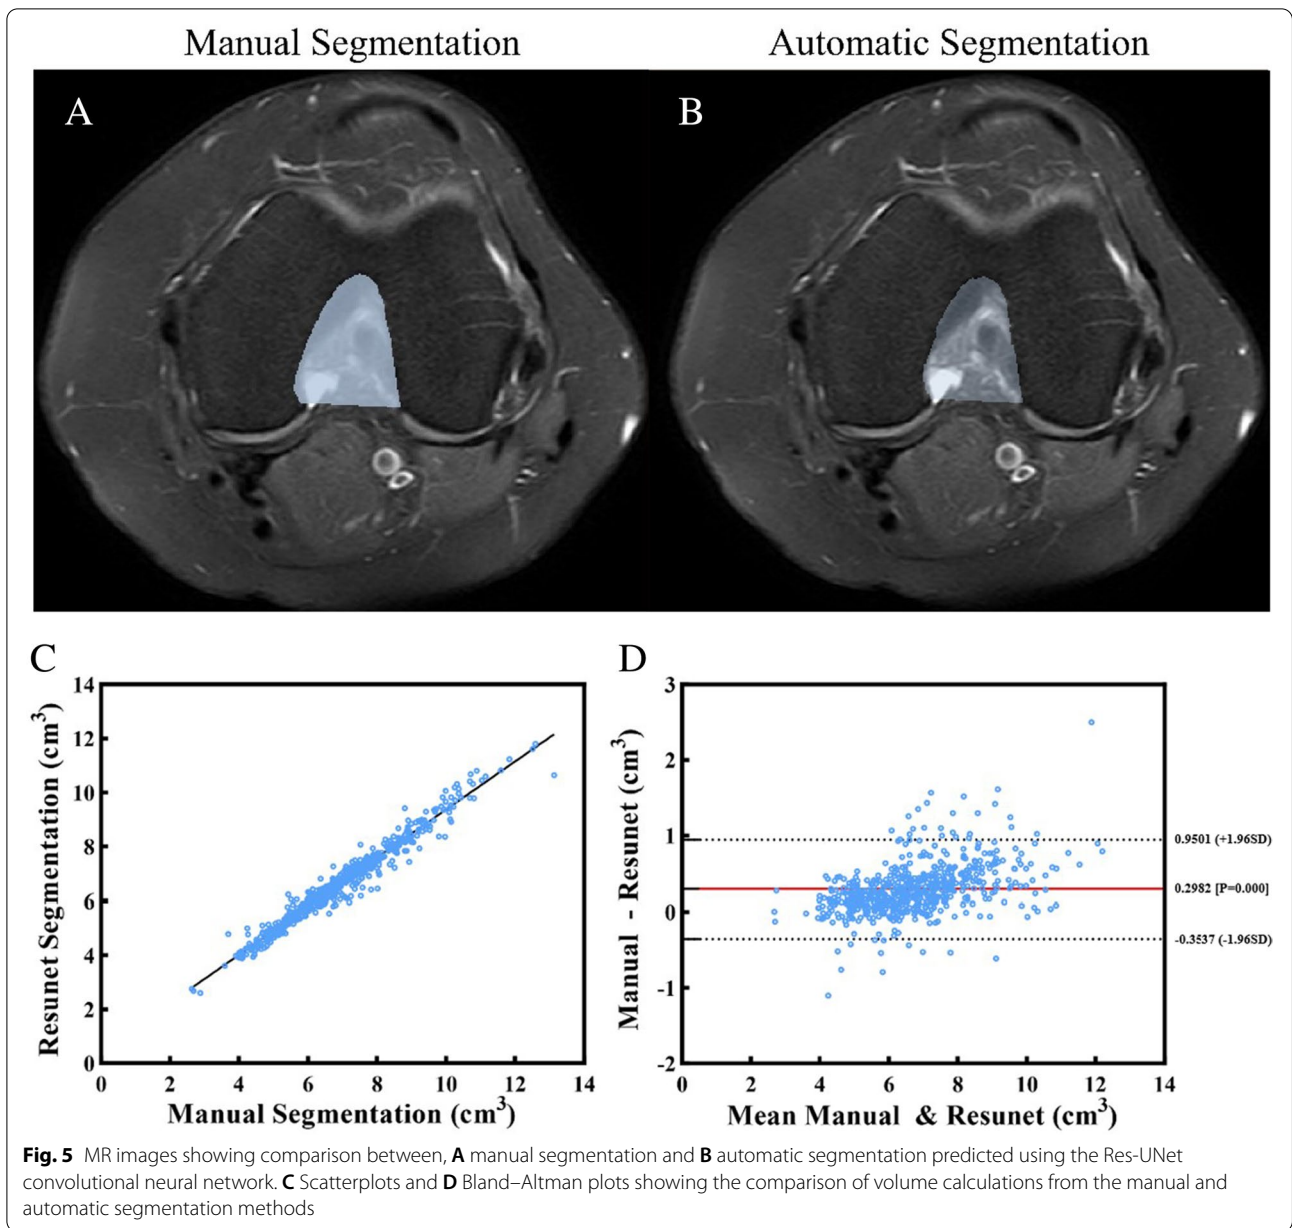 Manual Segmentation
Automatic Segmentation
A
B
C
D
Resunet Segmentation (cm³)
14
12
10
8
6
4
2
0
0 2 4 6 8 10 12 14
Manual Segmentation (cm³)
Manual - Resunet (cm³)
3
2
1
0
-1
-2
0 2 4 6 8 10 12 14
Mean Manual & Resunet (cm³)
0.9501 (+1.96SD)
0.2982 [P=0.000]
-0.3537 (-1.96SD)
Fig. 5 MR images showing comparison between, A manual segmentation and B automatic segmentation predicted using the Res-UNet
convolutional neural network. C Scatterplots and D Bland–Altman plots showing the comparison of volume calculations from the manual and
automatic segmentation methods